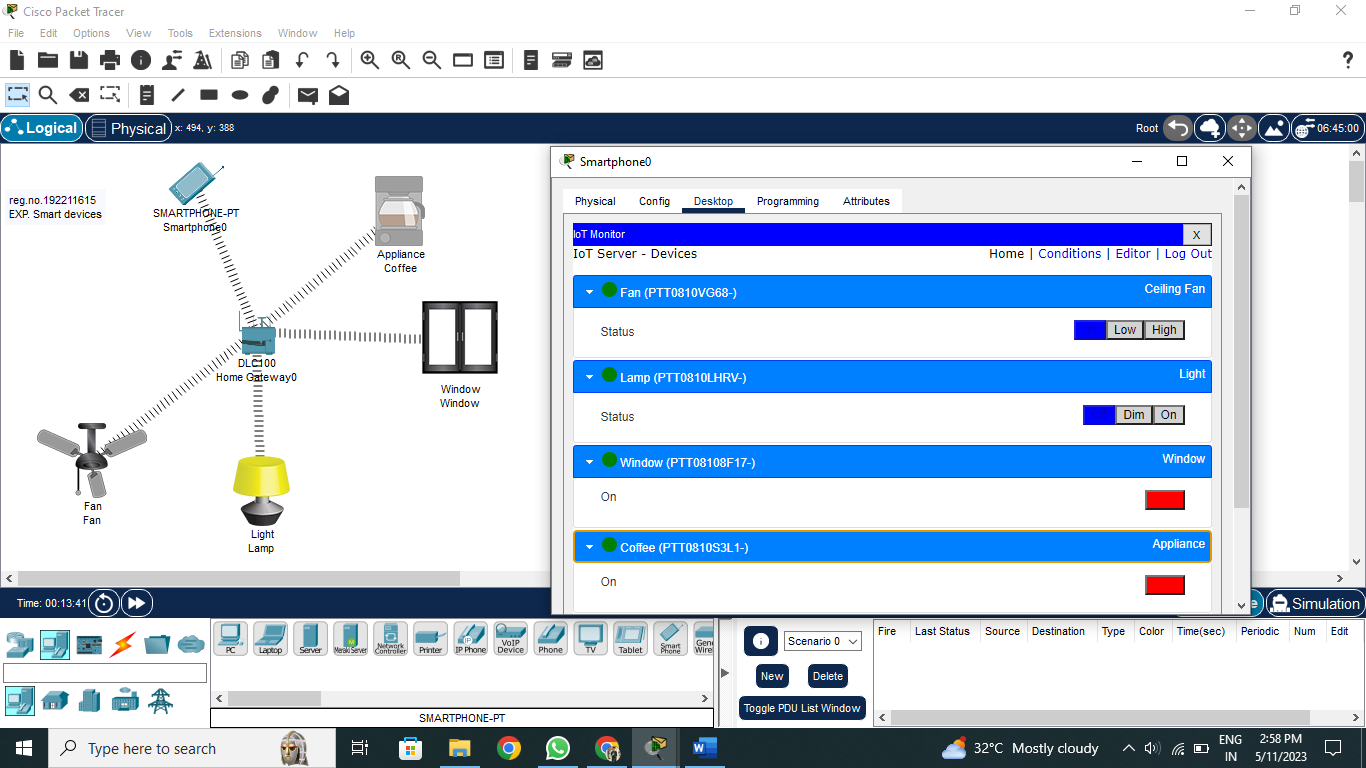 Cisco Packet Tracer
File Edit Options View Tools Extensions Window Help
Logical Physical x: 494, y: 388 Root 06:45:00
reg.no.192211615
EXP. Smart devices
SMARTPHONE-PT
Smartphone0
Appliance
Coffee
DLC100
Home Gateway0
Window
Window
Fan
Fan
Light
Lamp
Smartphone0
Physical Config Desktop Programming Attributes
IoT Monitor X
IoT Server - Devices Home | Conditions | Editor | Log Out
Fan (PTT0810VG68-) Ceiling Fan
Status Low High
Lamp (PTT0810LHRV-) Light
Status Dim On
Window (PTT08108F17-) Window
On
Coffee (PTT0810S3L1-) Appliance
On
Time: 00:13:41 Simulation
PC Laptop Server Meraki Server Network Controller Printer IP Phone VoIP Device Phone TV Tablet Smart Phone
SMARTPHONE-PT
Scenario 0
New Delete
Toggle PDU List Window
Fire Last Status Source Destination Type Color Time(sec) Periodic Num Edit
Type here to search
32°C Mostly cloudy
ENG
IN
2:58 PM
5/11/2023